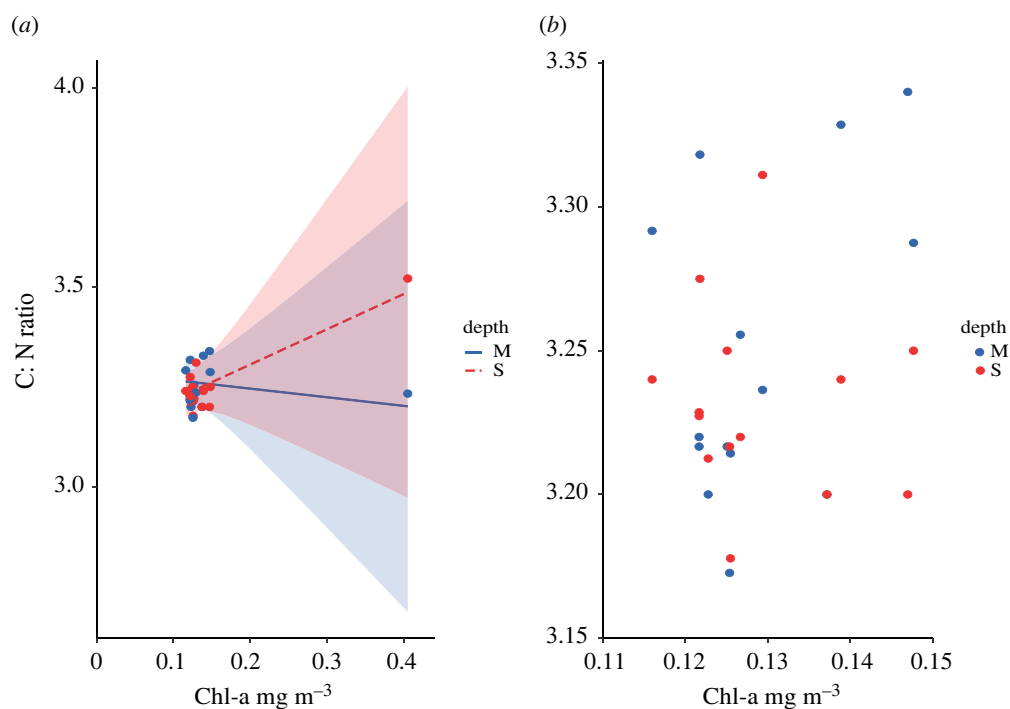 (a)
4.0
3.5
3.0
C: N ratio
0
0.1
0.2
0.3
0.4
Chl-a mg m⁻³
depth
M
S
(b)
3.35
3.30
3.25
3.20
3.15
0.11
0.12
0.13
0.14
0.15
Chl-a mg m⁻³
depth
M
S